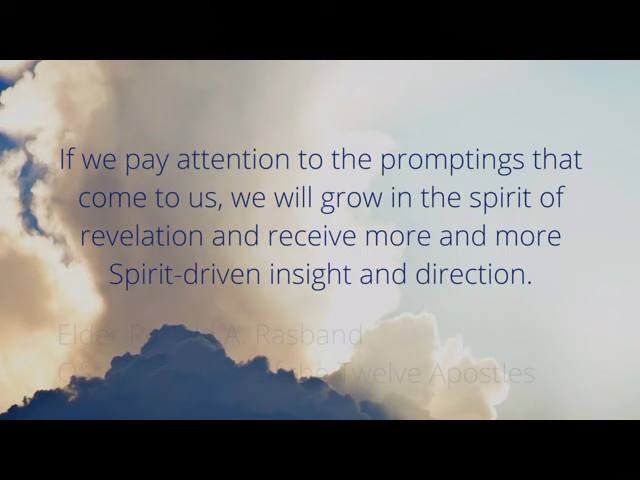 If we pay attention to the promptings that
come to us, we will grow in the spirit of
revelation and receive more and more
Spirit-driven insight and direction.
Elder A. Rasband
the Twelve Apostles